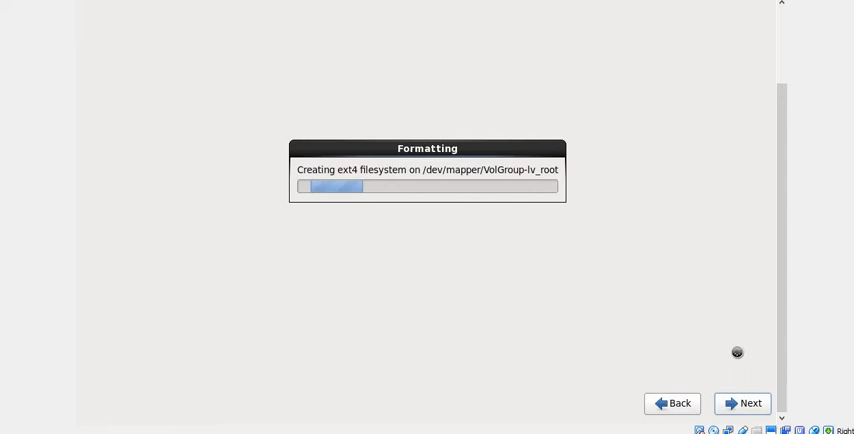 Formatting
Creating ext4 filesystem on /dev/mapper/VolGroup-lv_root
Back
Next
Right